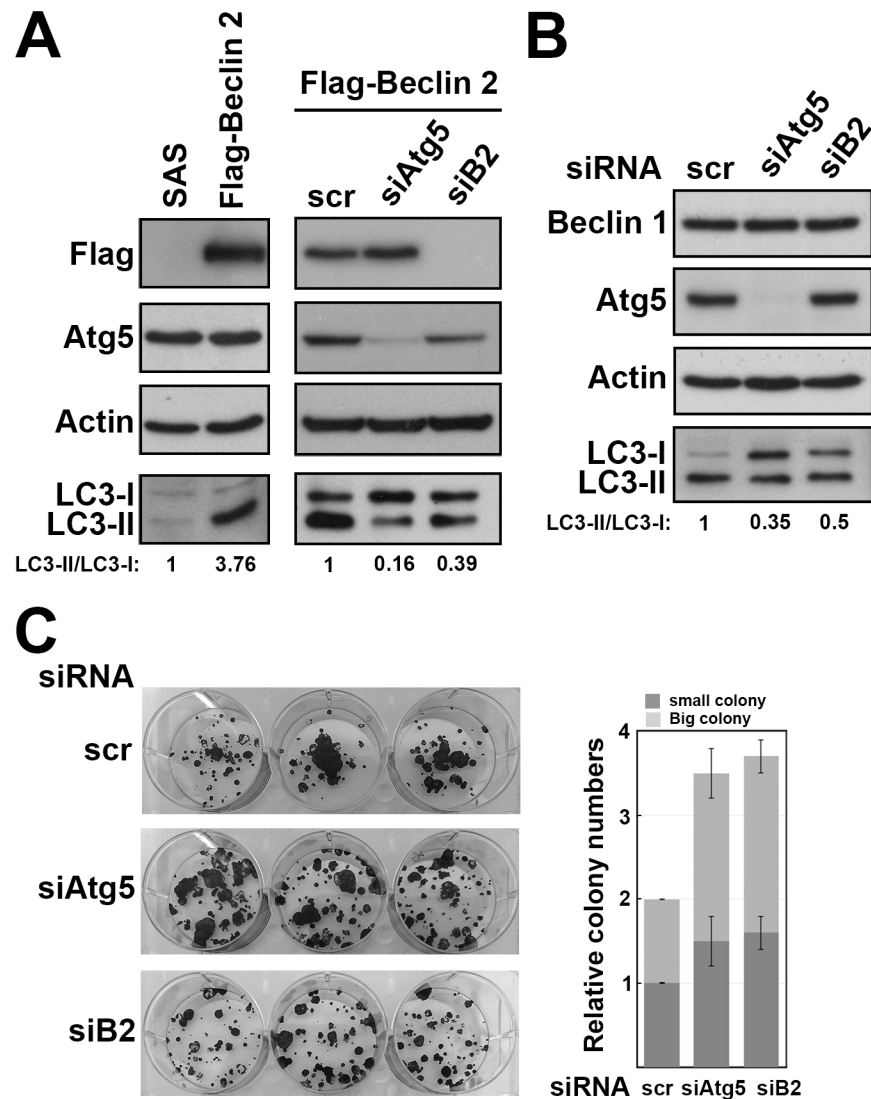 A
SAS
Flag-Beclin 2
Flag-Beclin 2
scr
siAtg5
siB2
Flag
Atg5
Actin
LC3-I
LC3-II
LC3-II/LC3-I: 1 3.76 1 0.16 0.39
B
siRNA scr siAtg5 siB2
Beclin 1
Atg5
Actin
LC3-I
LC3-II
LC3-II/LC3-I: 1 0.35 0.5
C
siRNA
scr
siAtg5
siB2
small colony
Big colony
Relative colony numbers
4
3
2
1
siRNA scr siAtg5 siB2